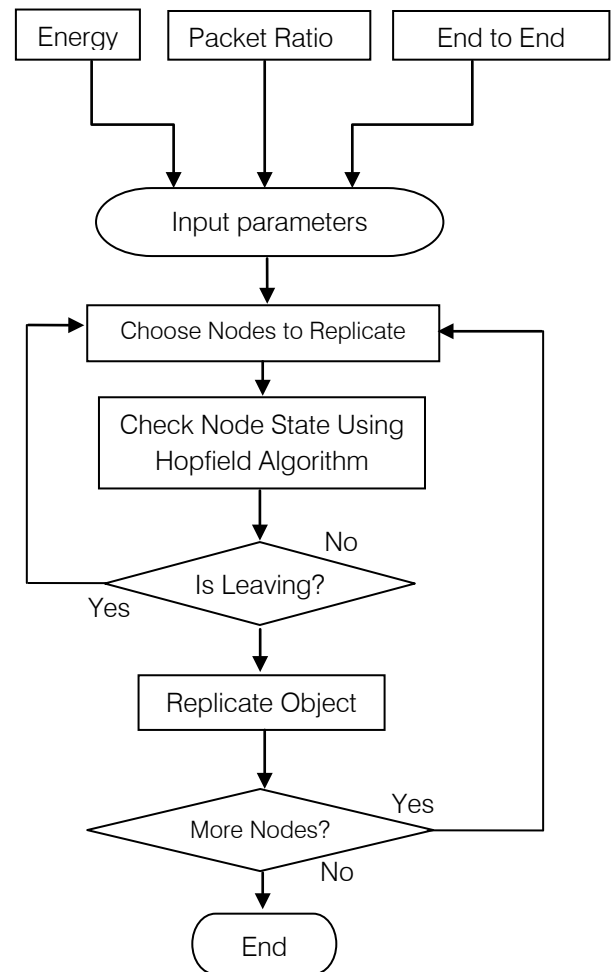 Energy
Packet Ratio
End to End
Input parameters
Choose Nodes to Replicate
Check Node State Using
Hopfield Algorithm
No
Is Leaving?
Yes
Replicate Object
Yes
More Nodes?
No
End